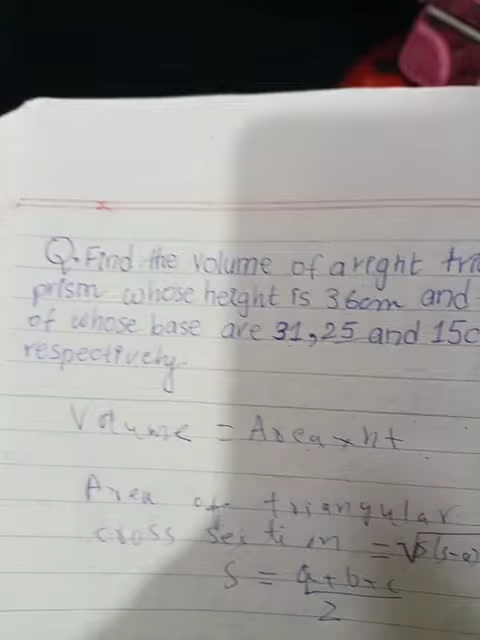 Q. Find the volume of a right tri
prism whose height is 36cm and
of whose base are 31, 25 and 15c
respectively.
Volume = Area x ht
Area of triangular
cross section = √s(s-a)
s = a+b+c
2